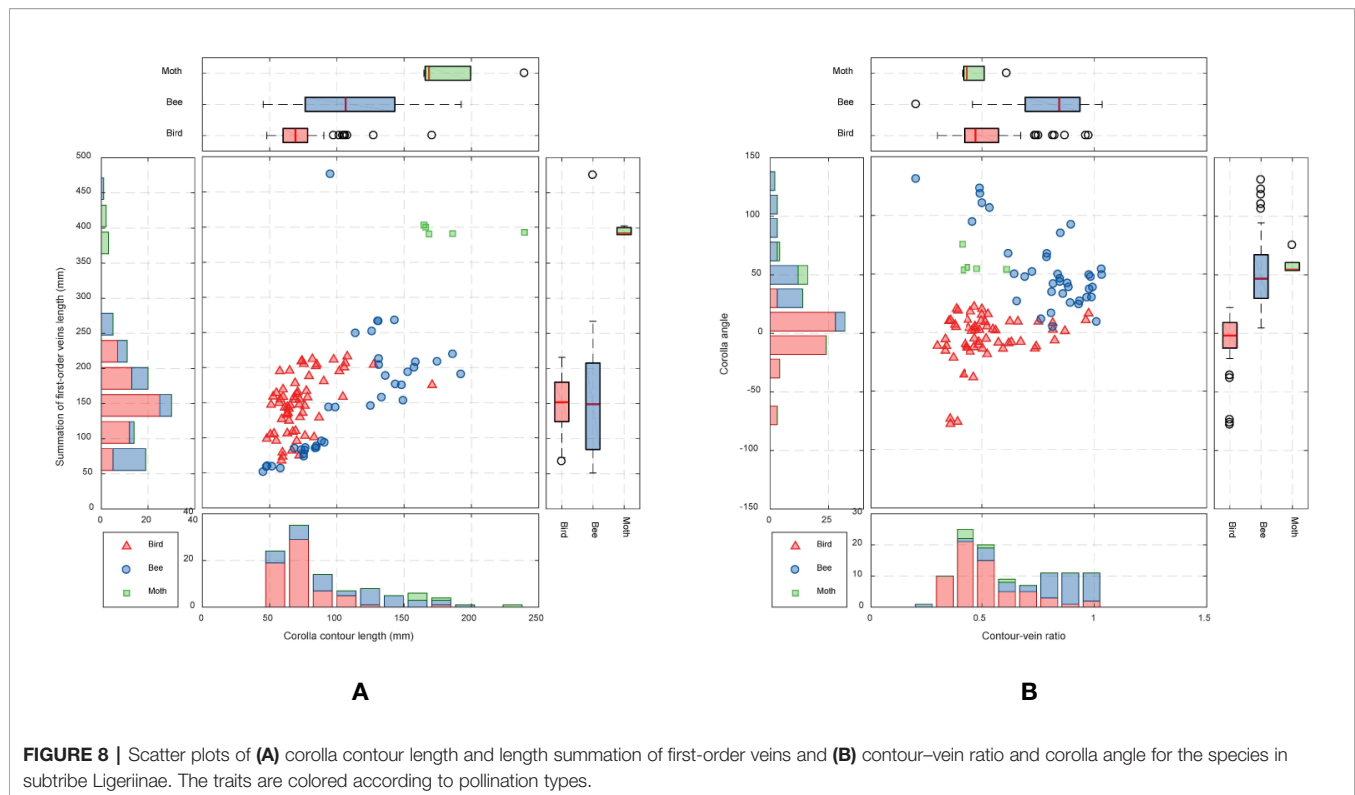 Moth
Bee
Bird
500
450
400
350
300
250
200
150
100
50
0
Summation of first-order veins length (mm)
0
20
40
40
20
0
Bird
Bee
Moth
Bird
Bee
Moth
0
50
100
150
200
250
Corolla contour length (mm)
A
Moth
Bee
Bird
150
100
50
0
-50
-100
-150
Corolla angle
0
25
30
20
10
0
Bird
Bee
Moth
Bird
Bee
Moth
0
0.5
1
1.5
Contour-vein ratio
B
FIGURE 8 | Scatter plots of (A) corolla contour length and length summation of first-order veins and (B) contour–vein ratio and corolla angle for the species in
subtribe Ligeriinae. The traits are colored according to pollination types.